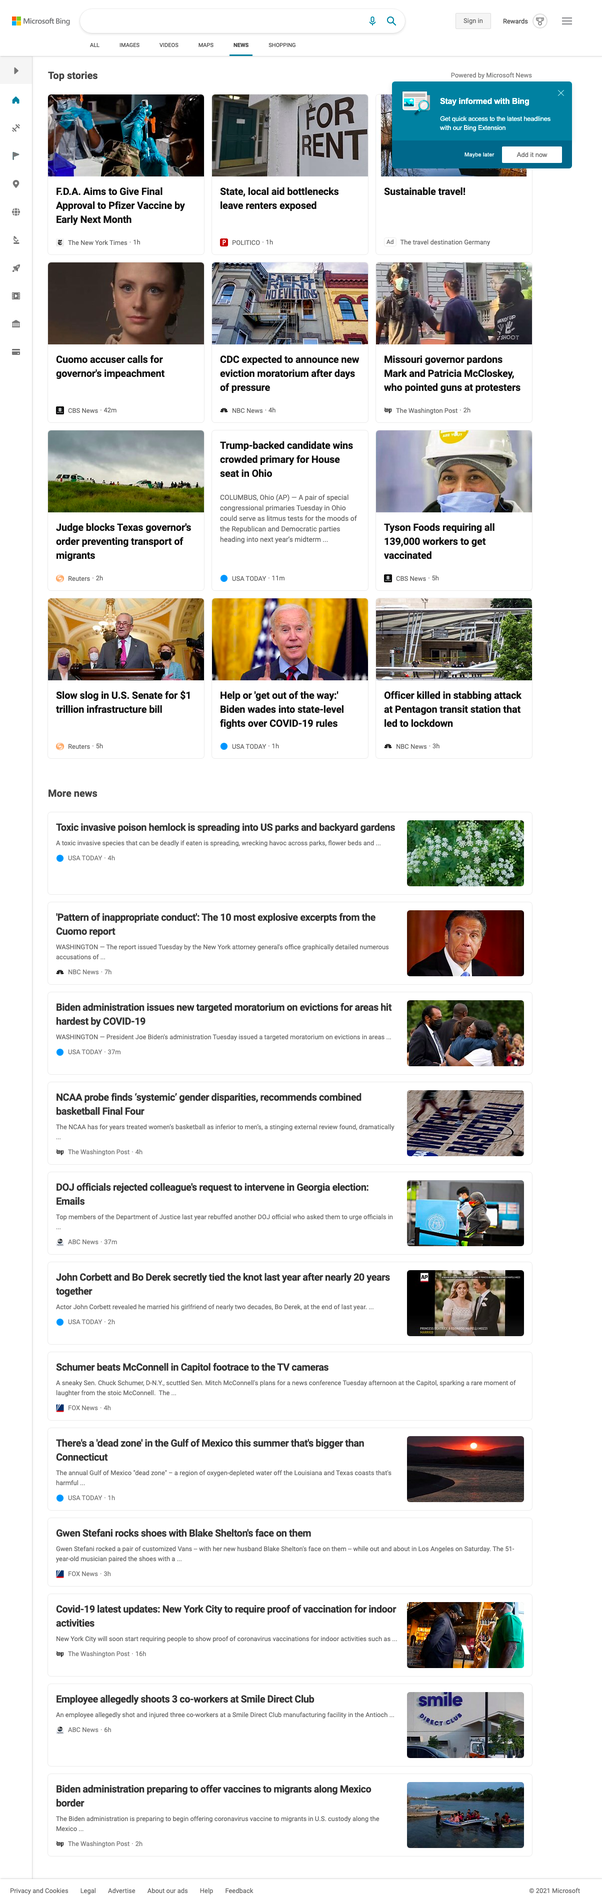 Microsoft Bing
Sign in
Rewards
ALL
IMAGES
VIDEOS
MAPS
NEWS
SHOPPING
Top stories
Powered by Microsoft News
Stay informed with Bing
Get quick access to the latest headlines
with our Bing Extension
Maybe later
Add it now
FOR
RENT
F.D.A. Aims to Give Final
Approval to Pfizer Vaccine by
Early Next Month
The New York Times · 1h
State, local aid bottlenecks
leave renters exposed
POLITICO · 1h
Sustainable travel!
Ad The travel destination Germany
NO EVICTIONS
SHOOT
Cuomo accuser calls for
governor's impeachment
CBS News · 42m
CDC expected to announce new
eviction moratorium after days
of pressure
NBC News · 4h
Missouri governor pardons
Mark and Patricia McCloskey,
who pointed guns at protesters
wp The Washington Post · 2h
Judge blocks Texas governor's
order preventing transport of
migrants
Reuters · 2h
Trump-backed candidate wins
crowded primary for House
seat in Ohio
COLUMBUS, Ohio (AP) — A pair of special
congressional primaries Tuesday in Ohio
could serve as litmus tests for the moods of
the Republican and Democratic parties
heading into next year's midterm ...
USA TODAY · 11m
Tyson Foods requiring all
139,000 workers to get
vaccinated
CBS News · 5h
Slow slog in U.S. Senate for $1
trillion infrastructure bill
Reuters · 5h
Help or 'get out of the way:'
Biden wades into state-level
fights over COVID-19 rules
USA TODAY · 1h
Officer killed in stabbing attack
at Pentagon transit station that
led to lockdown
NBC News · 3h
More news
Toxic invasive poison hemlock is spreading into US parks and backyard gardens
A toxic invasive species that can be deadly if eaten is spreading, wrecking havoc across parks, flower beds and ...
USA TODAY · 4h
'Pattern of inappropriate conduct': The 10 most explosive excerpts from the
Cuomo report
WASHINGTON — The report issued Tuesday by the New York attorney general's office graphically detailed numerous
accusations of ...
NBC News · 7h
Biden administration issues new targeted moratorium on evictions for areas hit
hardest by COVID-19
WASHINGTON — President Joe Biden's administration Tuesday issued a targeted moratorium on evictions in areas ...
USA TODAY · 37m
NCAA probe finds 'systemic' gender disparities, recommends combined
basketball Final Four
The NCAA has for years treated women's basketball as inferior to men's, a stinging external review found, dramatically
...
wp The Washington Post · 4h
WOMEN'S
BASKETBALL
DOJ officials rejected colleague's request to intervene in Georgia election:
Emails
Top members of the Department of Justice last year rebuffed another DOJ official who asked them to urge officials in
...
ABC News · 37m
John Corbett and Bo Derek secretly tied the knot last year after nearly 20 years
together
Actor John Corbett revealed he married his girlfriend of nearly two decades, Bo Derek, at the end of last year. ...
USA TODAY · 2h
AP
Schumer beats McConnell in Capitol footrace to the TV cameras
A sneaky Sen. Chuck Schumer, D-N.Y., scuttled Sen. Mitch McConnell's plans for a news conference Tuesday afternoon at the Capitol, sparking a rare moment of
laughter from the stoic McConnell. The ...
FOX News · 4h
There's a 'dead zone' in the Gulf of Mexico this summer that's bigger than
Connecticut
The annual Gulf of Mexico "dead zone" – a region of oxygen-depleted water off the Louisiana and Texas coasts that's
harmful ...
USA TODAY · 1h
Gwen Stefani rocks shoes with Blake Shelton's face on them
Gwen Stefani rocked a pair of customized Vans – with her new husband Blake Shelton's face on them – while out and about in Los Angeles on Saturday. The 51-
year-old musician paired the shoes with a ...
FOX News · 3h
Covid-19 latest updates: New York City to require proof of vaccination for indoor
activities
New York City will soon start requiring people to show proof of coronavirus vaccinations for indoor activities such as ...
wp The Washington Post · 16h
Employee allegedly shoots 3 co-workers at Smile Direct Club
An employee allegedly shot and injured three co-workers at a Smile Direct Club manufacturing facility in the Antioch ...
ABC News · 6h
smile
DIRECT CLUB
Biden administration preparing to offer vaccines to migrants along Mexico
border
The Biden administration is preparing to begin offering coronavirus vaccine to migrants in U.S. custody along the
Mexico ...
wp The Washington Post · 2h
Privacy and Cookies
Legal
Advertise
About our ads
Help
Feedback
© 2021 Microsoft